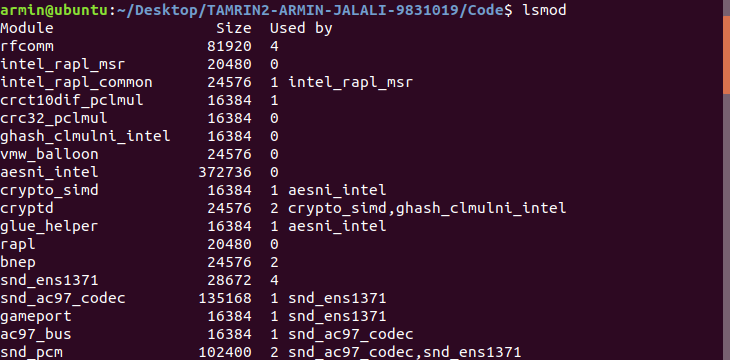 armin@ubuntu:~/Desktop/TAMRIN2-ARMIN-JALALI-9831019/Code$ lsmod
Module                  Size  Used by
rfcomm                 81920  4
intel_rapl_msr         20480  0
intel_rapl_common      24576  1 intel_rapl_msr
crct10dif_pclmul       16384  1
crc32_pclmul           16384  0
ghash_clmulni_intel    16384  0
vmw_balloon            24576  0
aesni_intel           372736  0
crypto_simd            16384  1 aesni_intel
cryptd                 24576  2 crypto_simd,ghash_clmulni_intel
glue_helper            16384  1 aesni_intel
rapl                   20480  0
bnep                   24576  2
snd_ens1371            28672  4
snd_ac97_codec        135168  1 snd_ens1371
gameport               16384  1 snd_ens1371
ac97_bus               16384  1 snd_ac97_codec
snd_pcm               102400  2 snd_ac97_codec,snd_ens1371